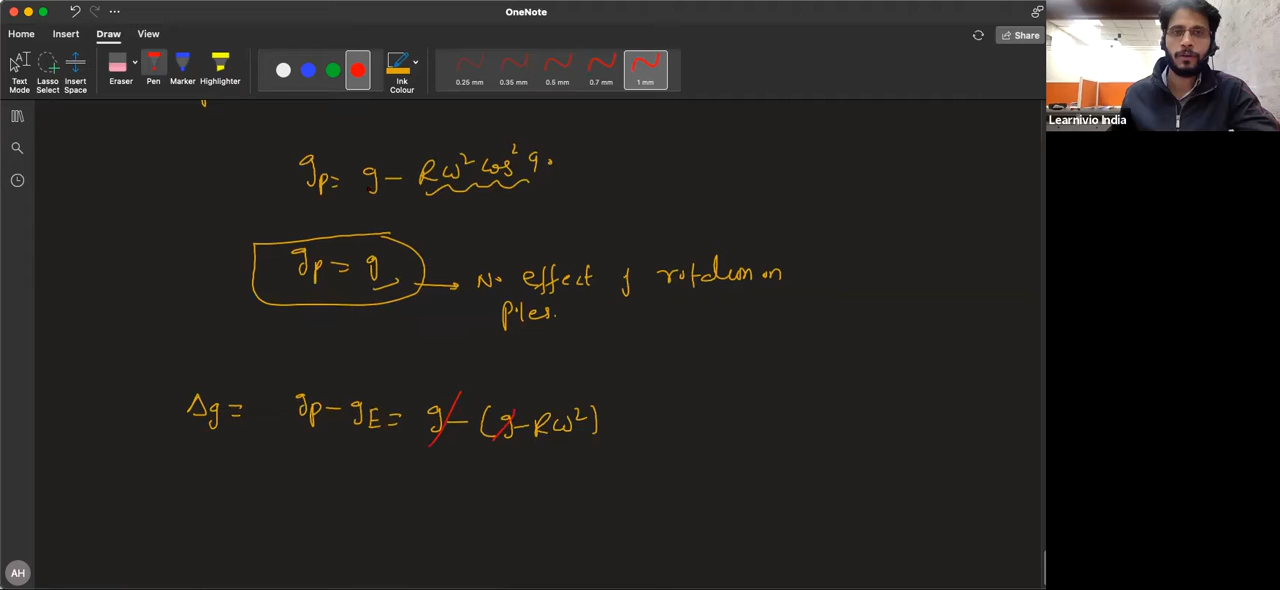 OneNote
Home Insert Draw View
Share
Text Mode
Lasso Select
Insert Space
Eraser
Pen
Marker
Highlighter
Ink Colour
0.25 mm 0.35 mm 0.5 mm 0.7 mm 1 mm
Learnivio India
gp = g - Rω² cos² 9
gp = g → No effect of rotation on
poles.
Δg = gp - gE = g - (g - Rω²)
AH